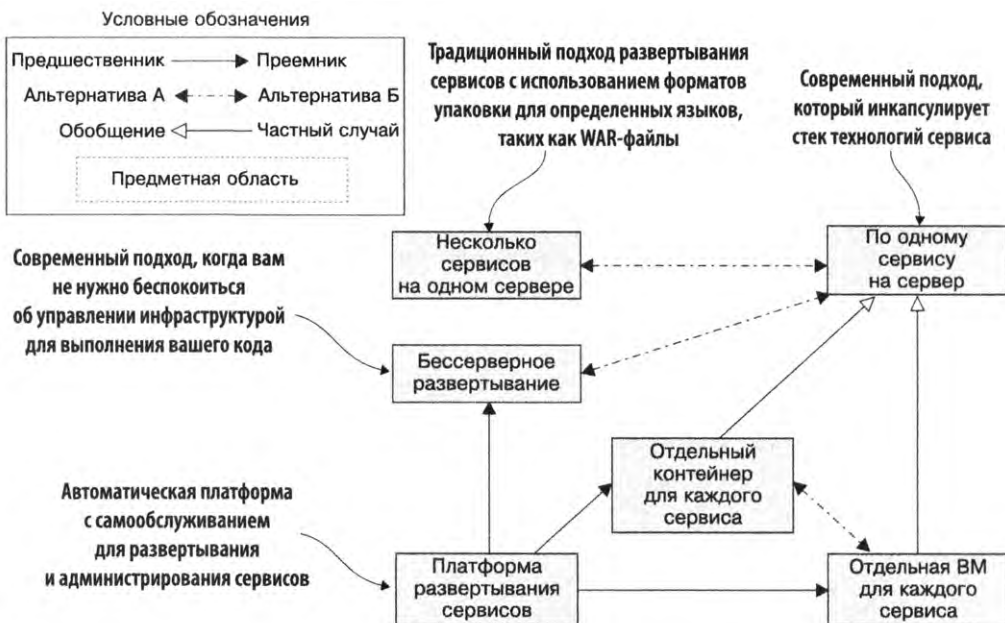 Условные обозначения
Предшественник
Преемник
Альтернатива А
Альтернатива Б
Обобщение
Частный случай
Предметная область
Традиционный подход развертывания
сервисов с использованием форматов
упаковки для определенных языков,
таких как WAR-файлы
Современный подход,
который инкапсулирует
стек технологий сервиса
Несколько
сервисов
на одном сервере
По одному
сервису
на сервер
Современный подход, когда вам
не нужно беспокоиться
об управлении инфраструктурой
для выполнения вашего кода
Бессерверное
развертывание
Отдельный
контейнер
для каждого
сервиса
Автоматическая платформа
с самообслуживанием
для развертывания
и администрирования сервисов
Платформа
развертывания
сервисов
Отдельная ВМ
для каждого
сервиса